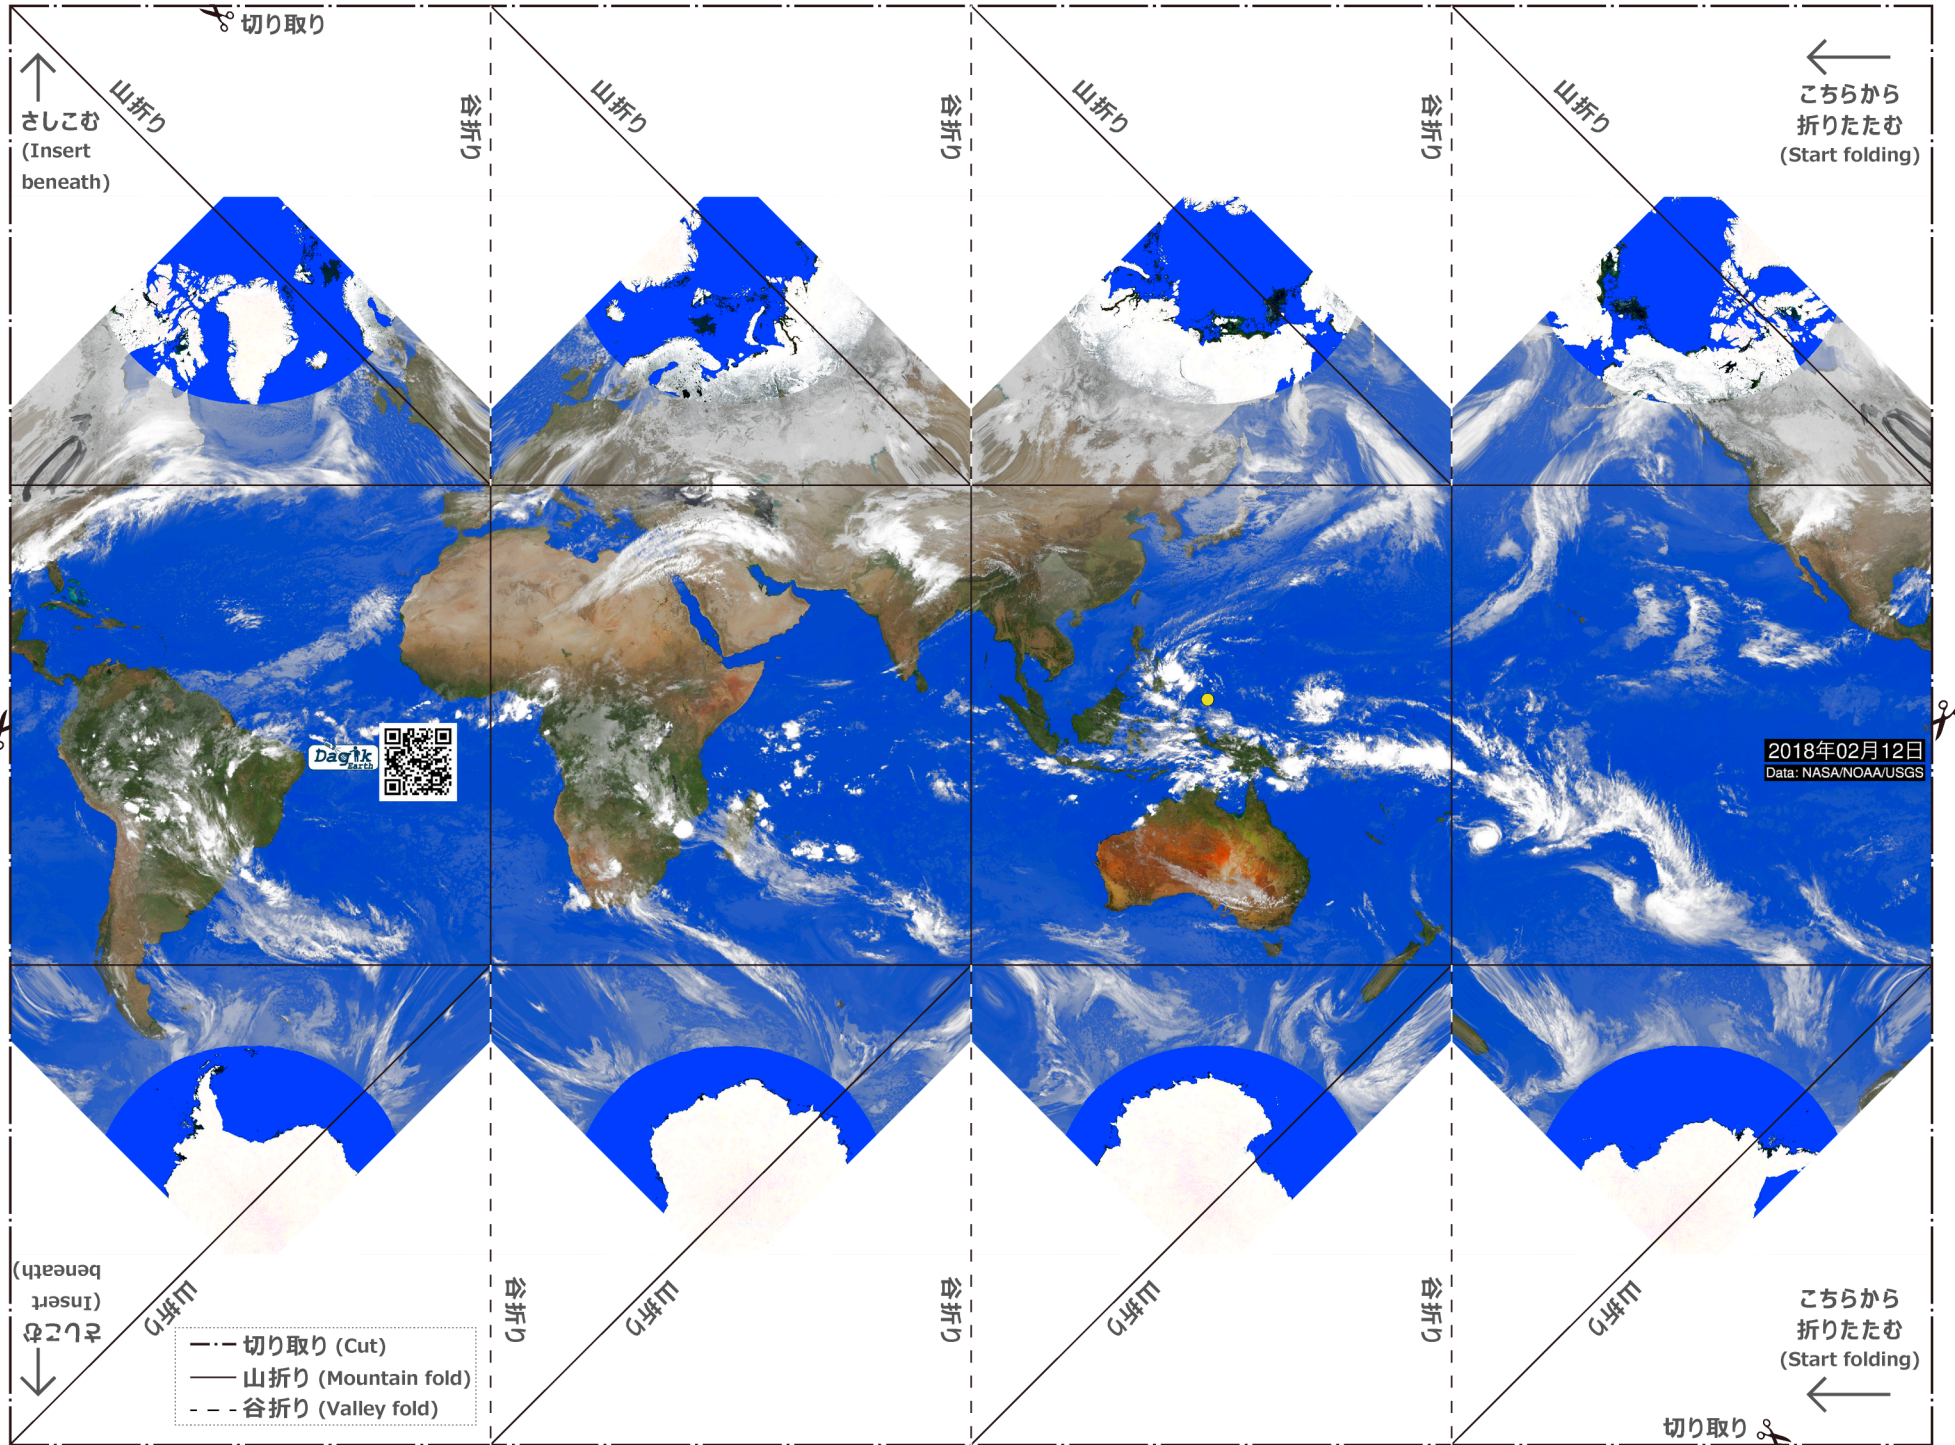 切り取り
さしこむ
(Insert
beneath)
山折り
谷折り
山折り
谷折り
山折り
谷折り
山折り
こちらから
折りたたむ
(Start folding)
Dagik
Earth
2018年02月12日
Data: NASA/NOAA/USGS
さしこむ
(Insert
beneath)
山折り
谷折り
山折り
谷折り
山折り
谷折り
山折り
こちらから
折りたたむ
(Start folding)
切り取り (Cut)
山折り (Mountain fold)
谷折り (Valley fold)
切り取り